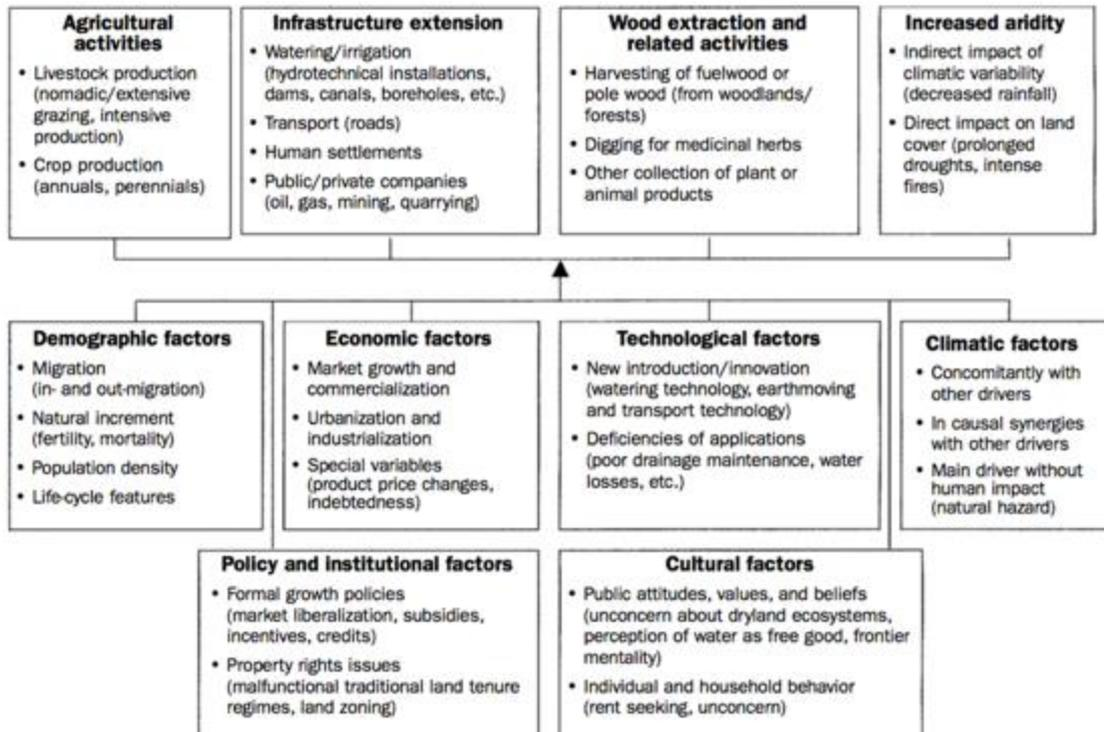 Agricultural
activities
• Livestock production
(nomadic/extensive
grazing, intensive
production)
• Crop production
(annuals, perennials)
Infrastructure extension
• Watering/irrigation
(hydrotechnical installations,
dams, canals, boreholes, etc.)
• Transport (roads)
• Human settlements
• Public/private companies
(oil, gas, mining, quarrying)
Wood extraction and
related activities
• Harvesting of fuelwood or
pole wood (from woodlands/
forests)
• Digging for medicinal herbs
• Other collection of plant or
animal products
Increased aridity
• Indirect impact of
climatic variability
(decreased rainfall)
• Direct impact on land
cover (prolonged
droughts, intense
fires)
Demographic factors
• Migration
(in- and out-migration)
• Natural increment
(fertility, mortality)
• Population density
• Life-cycle features
Economic factors
• Market growth and
commercialization
• Urbanization and
industrialization
• Special variables
(product price changes,
indebtedness)
Technological factors
• New introduction/innovation
(watering technology, earthmoving
and transport technology)
• Deficiencies of applications
(poor drainage maintenance, water
losses, etc.)
Climatic factors
• Concomitantly with
other drivers
• In causal synergies
with other drivers
• Main driver without
human impact
(natural hazard)
Policy and institutional factors
• Formal growth policies
(market liberalization, subsidies,
incentives, credits)
• Property rights issues
(malfunctional traditional land tenure
regimes, land zoning)
Cultural factors
• Public attitudes, values, and beliefs
(unconcern about dryland ecosystems,
perception of water as free good, frontier
mentality)
• Individual and household behavior
(rent seeking, unconcern)